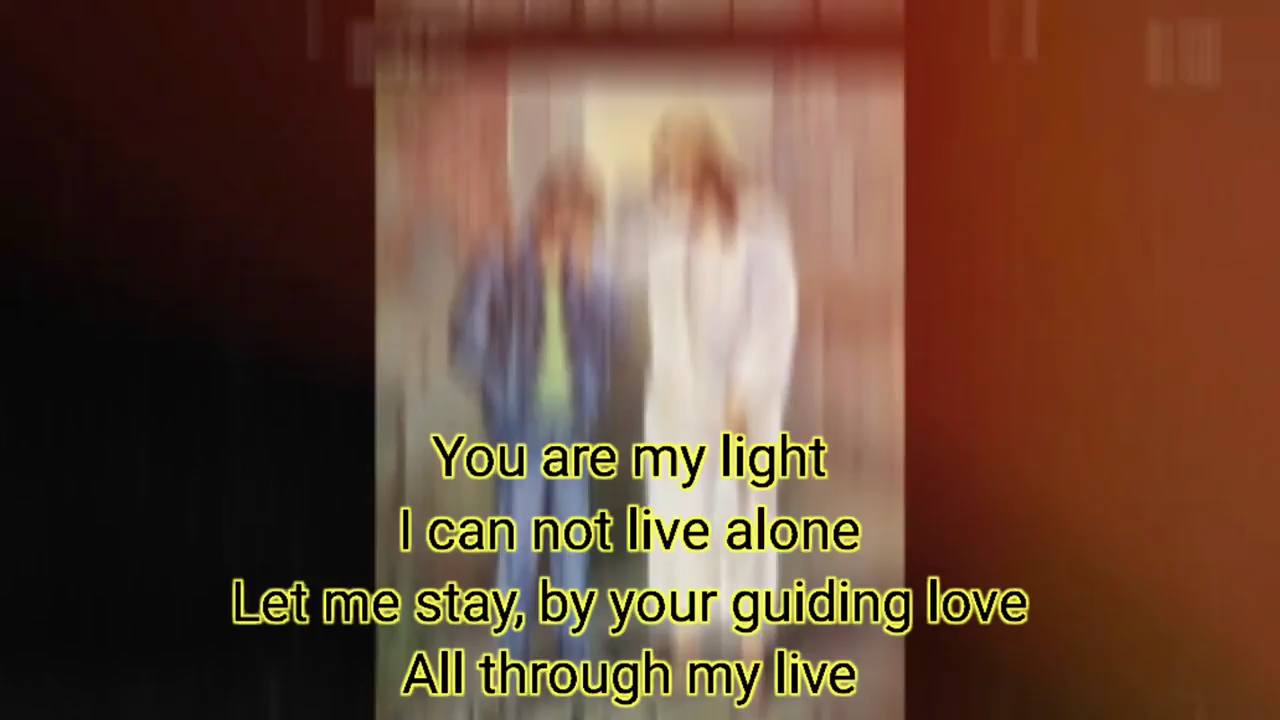 You are my light
I can not live alone
Let me stay, by your guiding love
All through my live